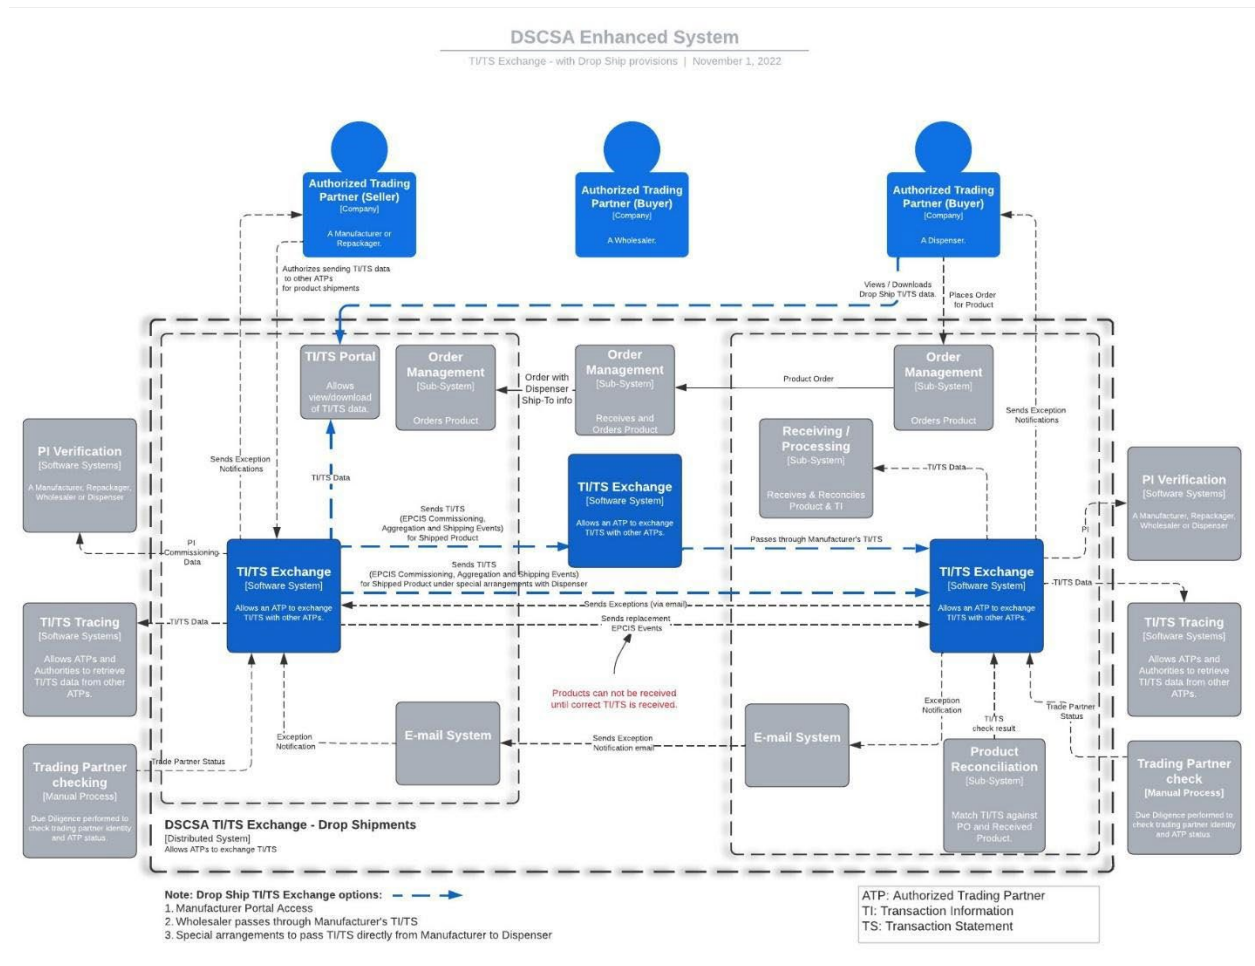 DSCSA Enhanced System
TI/TS Exchange - with Drop Ship provisions | November 1, 2022
Authorized Trading
Partner (Seller)
[Company]
A Manufacturer or
Repackager.
Authorized Trading
Partner (Buyer)
[Company]
A Wholesaler.
Authorized Trading
Partner (Buyer)
[Company]
A Dispenser.
Authorizes sending TI/TS data
to other ATPs
for product shipments
Views / Downloads
Drop Ship TI/TS data.
Places Order
for Product
TI/TS Portal
Allows
view/download
of TI/TS data.
Order
Management
[Sub-System]
Orders Product
Order with
Dispenser
Ship-To info
Order
Management
[Sub-System]
Receives and
Orders Product
Product Order
Order
Management
[Sub-System]
Orders Product
Sends Exception
Notifications
Sends Exception
Notifications
PI Verification
[Software Systems]
A Manufacturer, Repackager,
Wholesaler or Dispenser
Receiving /
Processing
[Sub-System]
Receives & Reconciles
Product & TI
TI/TS Data
PI Verification
[Software Systems]
A Manufacturer, Repackager,
Wholesaler or Dispenser
TI/TS Data
TI/TS Exchange
[Software System]
Allows an ATP to exchange
TI/TS with other ATPs.
Sends TI/TS
(EPCIS Commissioning,
Aggregation and Shipping Events)
for Shipped Product
Passes through Manufacturer's TI/TS
PI
PI
Commissioning
Data
Sends TI/TS
(EPCIS Commissioning, Aggregation and Shipping Events)
for Shipped Product under special arrangements with Dispenser
TI/TS Exchange
[Software System]
Allows an ATP to exchange
TI/TS with other ATPs.
TI/TS Exchange
[Software System]
Allows an ATP to exchange
TI/TS with other ATPs.
TI/TS Data
Sends Exceptions (via email)
Sends replacement
EPCIS Events
TI/TS Data
TI/TS Tracing
[Software Systems]
Allows ATPs and
Authorities to retrieve
TI/TS data from other
ATPs.
TI/TS Tracing
[Software Systems]
Allows ATPs and
Authorities to retrieve
TI/TS data from other
ATPs.
Products can not be received
until correct TI/TS is received.
Exception
Notification
TI/TS
check result
Trade Partner
Status
Exception
Notification
E-mail System
Sends Exception
Notification email
E-mail System
Trade Partner Status
Trading Partner
checking
[Manual Process]
Due Diligence performed to
check trading partner identity
and ATP status.
Product
Reconciliation
[Sub-System]
Match TI/TS against
PO and Received
Product.
Trading Partner
check
[Manual Process]
Due Diligence performed to
check trading partner identity
and ATP status.
DSCSA TI/TS Exchange - Drop Shipments
[Distributed System]
Allows ATPs to exchange TI/TS
Note: Drop Ship TI/TS Exchange options:
1. Manufacturer Portal Access
2. Wholesaler passes through Manufacturer's TI/TS
3. Special arrangements to pass TI/TS directly from Manufacturer to Dispenser
ATP: Authorized Trading Partner
TI: Transaction Information
TS: Transaction Statement